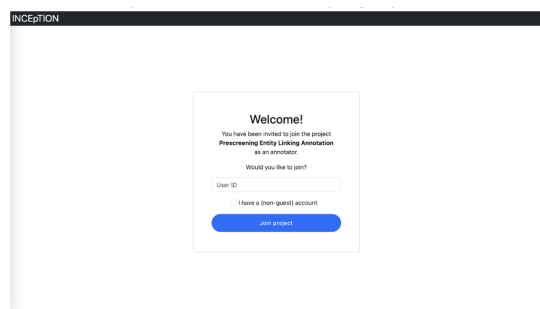 INCEpTION
Welcome!
You have been invited to join the project
Prescreening Entity Linking Annotation
as an annotator.
Would you like to join?
User ID
I have a (non-guest) account
Join project